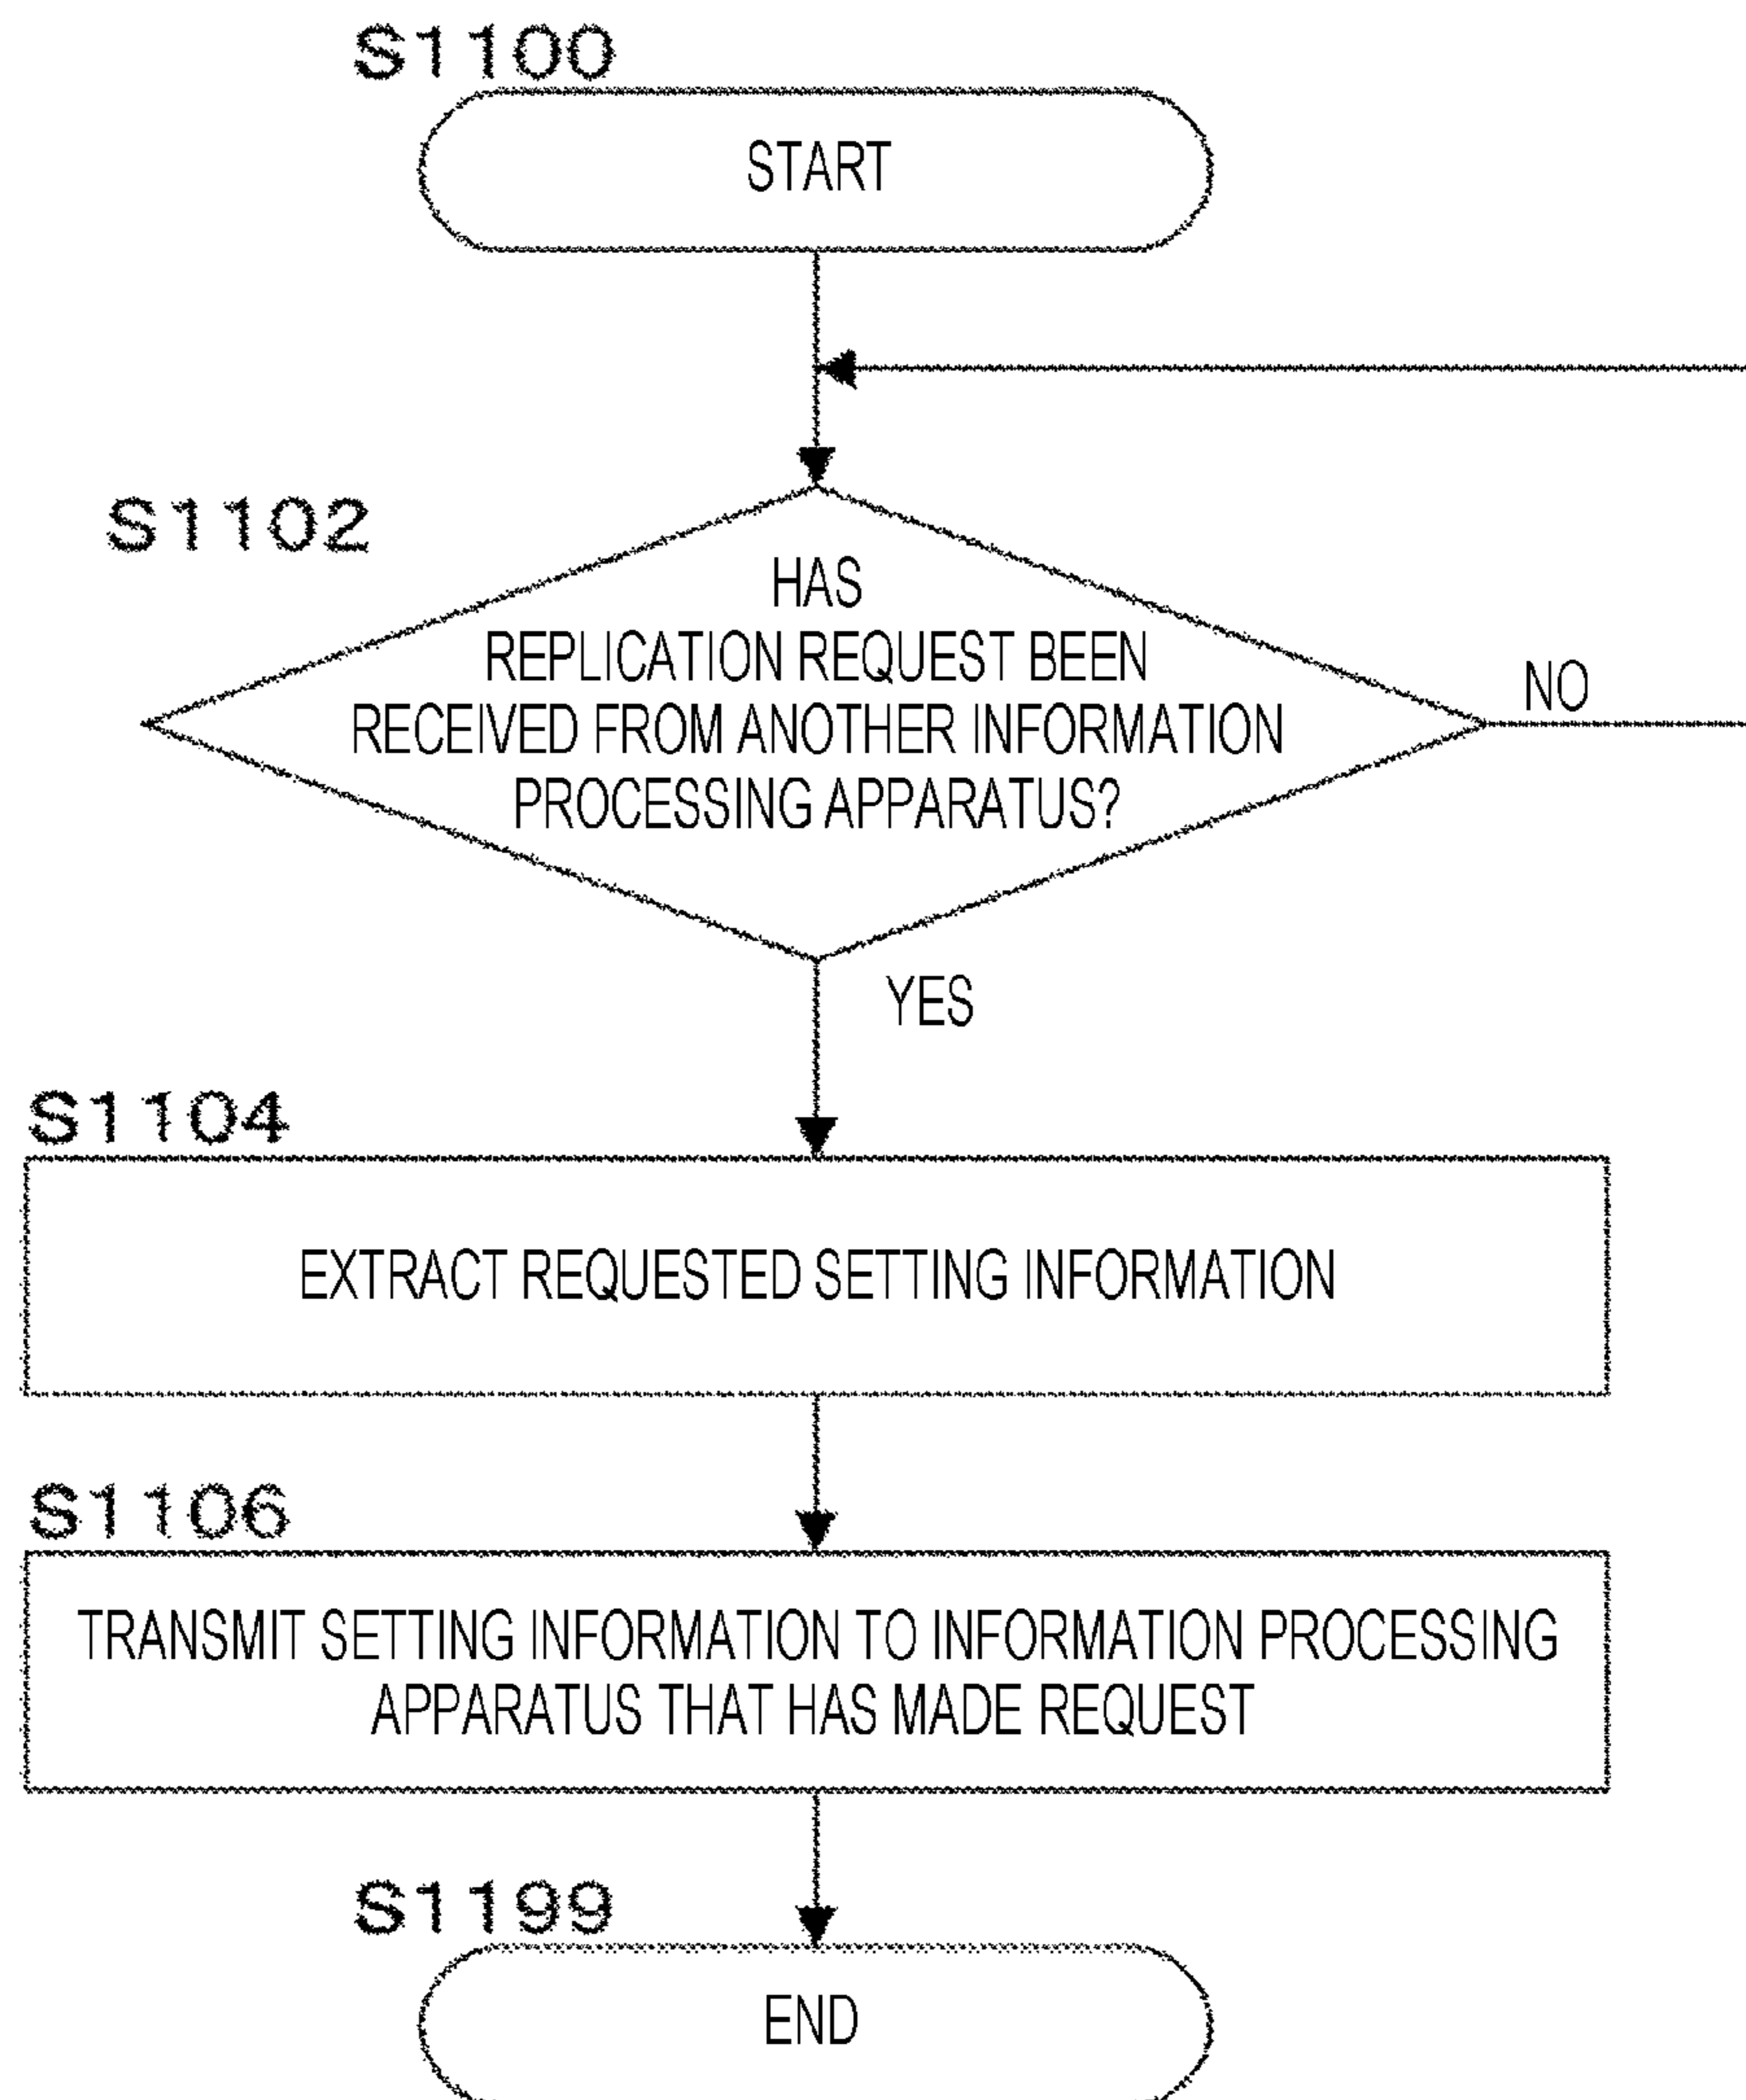 S1100
START
S1102
HAS
REPLICATION REQUEST BEEN
RECEIVED FROM ANOTHER INFORMATION
PROCESSING APPARATUS?
NO
YES
S1104
EXTRACT REQUESTED SETTING INFORMATION
S1106
TRANSMIT SETTING INFORMATION TO INFORMATION PROCESSING
APPARATUS THAT HAS MADE REQUEST
S1199
END